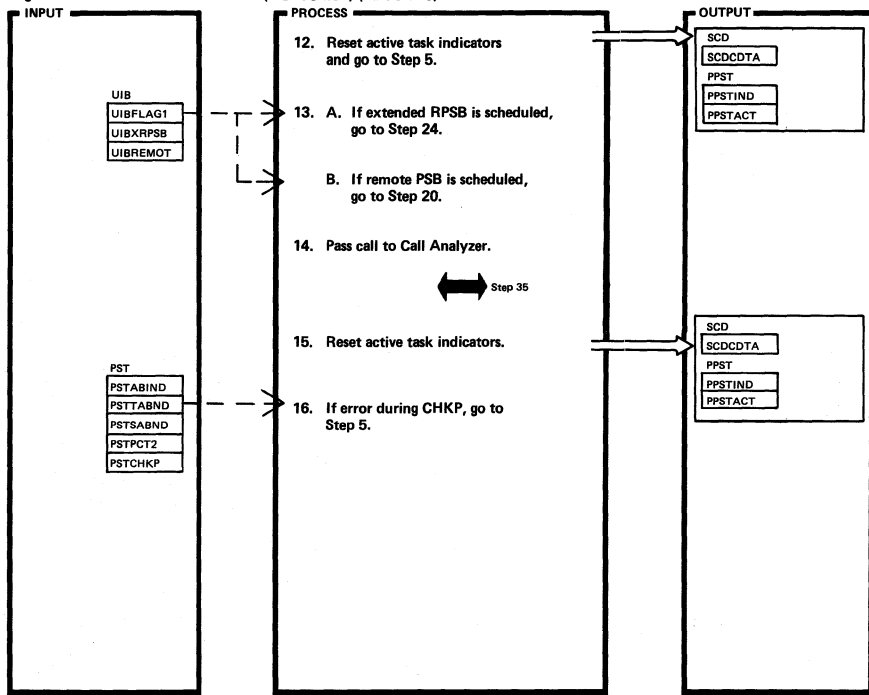 INPUT
PROCESS
OUTPUT
12. Reset active task indicators
and go to Step 5.
SCD
SCDCDTA
PPST
PPSTIND
PPSTACT
UIB
UIBFLAG1
UIBXRPSB
UIBREMOT
13. A. If extended RPSB is scheduled,
go to Step 24.
B. If remote PSB is scheduled,
go to Step 20.
14. Pass call to Call Analyzer.
Step 35
15. Reset active task indicators.
SCD
SCDCDTA
PPST
PPSTIND
PPSTACT
PST
PSTABIND
PSTTABND
PSTSABND
PSTPCT2
PSTCHKP
16. If error during CHKP, go to
Step 5.